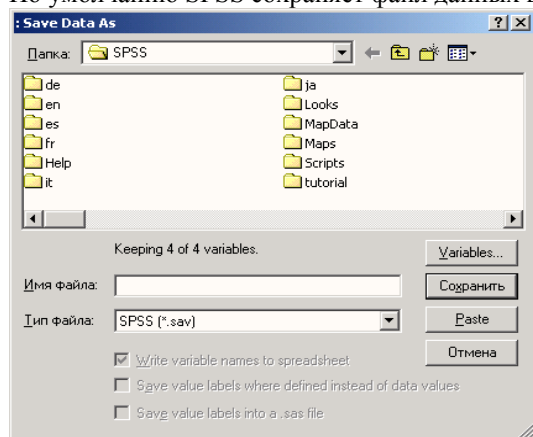 По умолчанию SPSS сохраняет файл данных в
: Save Data As
Папка: SPSS
de
en
es
fr
Help
it
ja
Looks
MapData
Maps
Scripts
tutorial
Keeping 4 of 4 variables.
Variables...
Имя файла:
Сохранить
Тип файла: SPSS (*.sav)
Paste
Write variable names to spreadsheet
Отмена
Save value labels where defined instead of data values
Save value labels into a .sas file